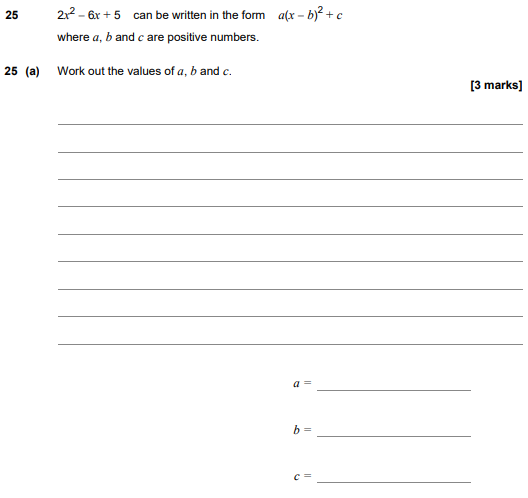 25 2x² – 6x + 5 can be written in the form a(x – b)² + c
where a, b and c are positive numbers.
25 (a) Work out the values of a, b and c.
[3 marks]
a =
b =
c =